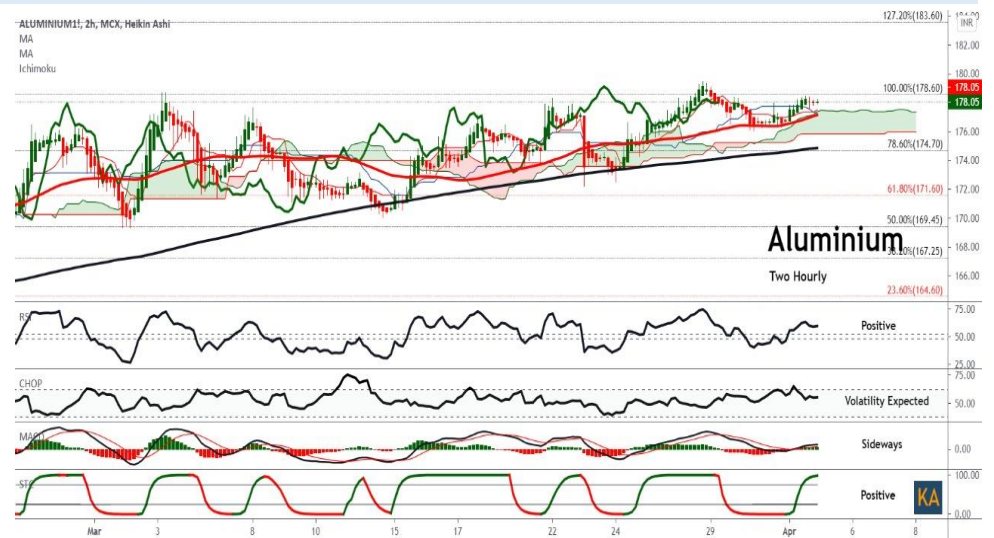 ALUMINIUM1!, 2h, MCX, Heikin Ashi
MA
MA
Ichimoku
127.20%(183.60)
INR
182.00
180.00
100.00%(178.60)
178.05
178.05
176.00
78.60%(174.70)
174.00
172.00
61.80%(171.60)
170.00
50.00%(169.45)
168.00
Aluminium
38.20%(167.25)
Two Hourly
166.00
23.60%(164.60)
RSI
75.00
Positive
50.00
25.00
CHOP
75.00
Volatility Expected
50.00
MACD
Sideways
0.00
STC
100.00
Positive
KA
0.00
Mar
3
8
10
15
17
22
24
29
Apr
6
8